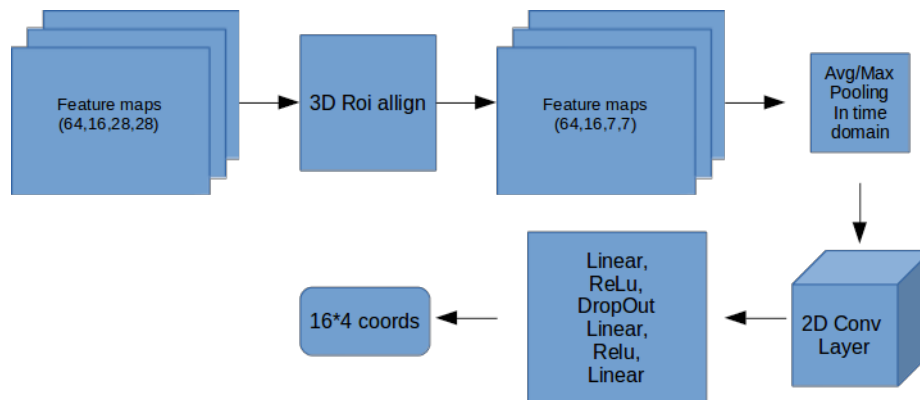 Feature maps
(64,16,28,28)
3D Roi allign
Feature maps
(64,16,7,7)
Avg/Max
Pooling
In time
domain
2D Conv
Layer
Linear,
ReLu,
DropOut
Linear,
Relu,
Linear
16*4 coords